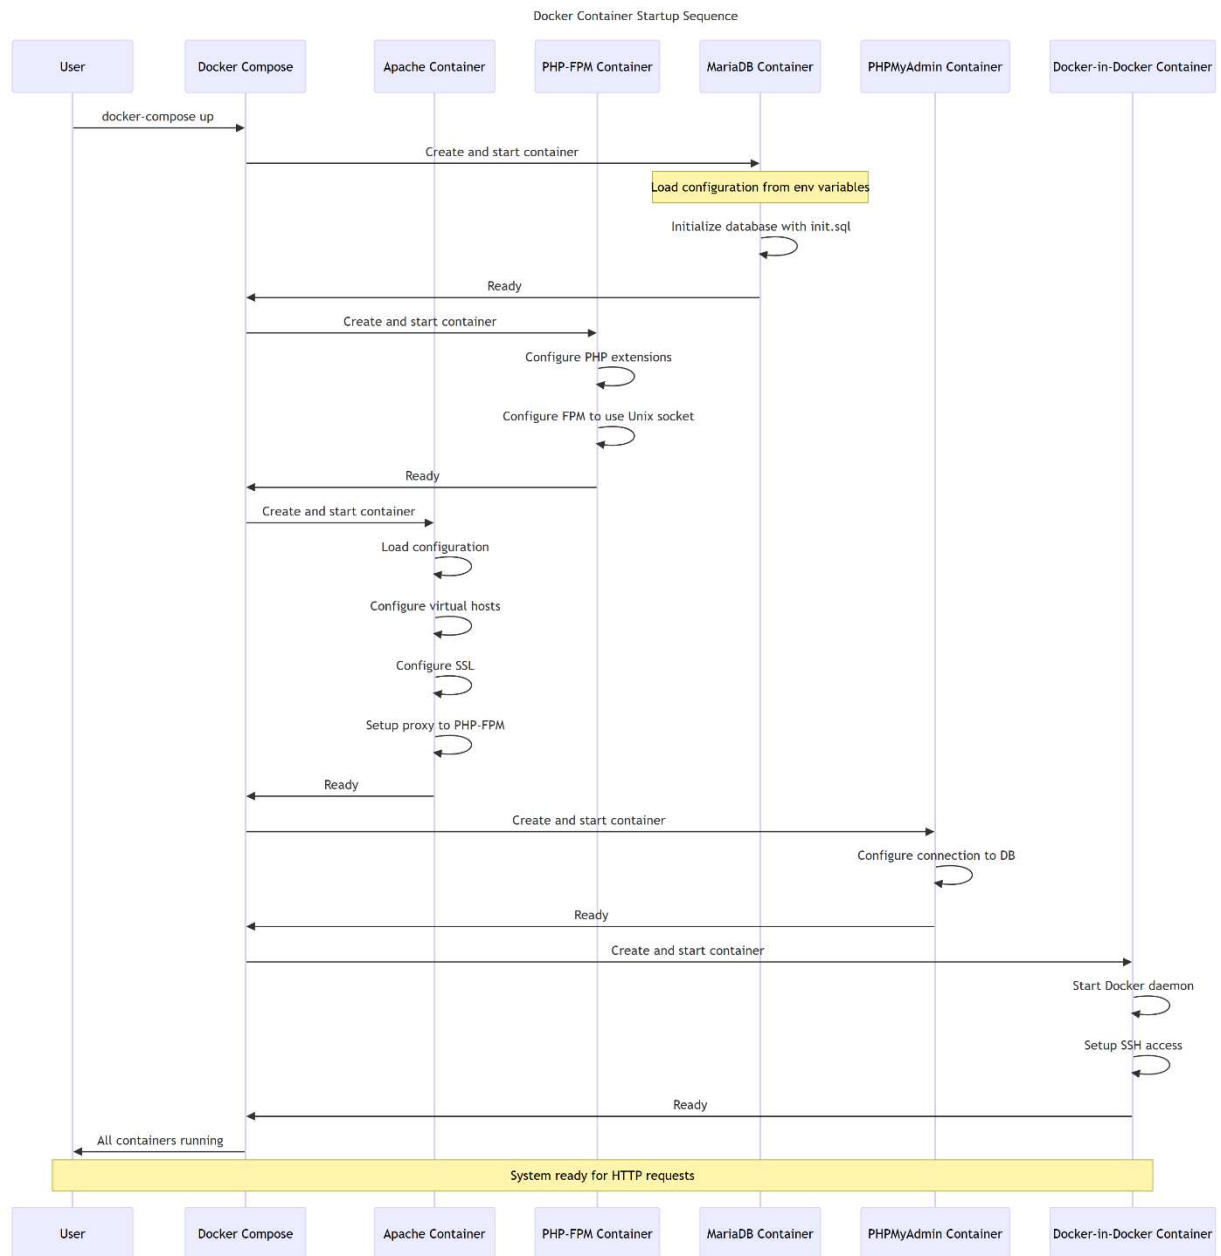 Docker Container Startup Sequence
User
Docker Compose
Apache Container
PHP-FPM Container
MariaDB Container
PHPMyAdmin Container
Docker-in-Docker Container
docker-compose up
Create and start container
Load configuration from env variables
Initialize database with init.sql
Ready
Create and start container
Configure PHP extensions
Configure FPM to use Unix socket
Ready
Create and start container
Load configuration
Configure virtual hosts
Configure SSL
Setup proxy to PHP-FPM
Ready
Create and start container
Configure connection to DB
Ready
Create and start container
Start Docker daemon
Setup SSH access
Ready
All containers running
System ready for HTTP requests
User
Docker Compose
Apache Container
PHP-FPM Container
MariaDB Container
PHPMyAdmin Container
Docker-in-Docker Container